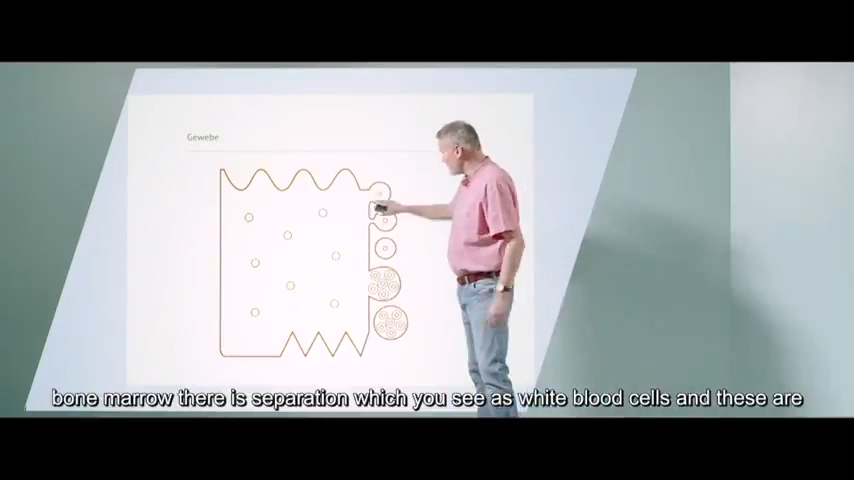 Gewebe
bone marrow there is separation which you see as white blood cells and these are